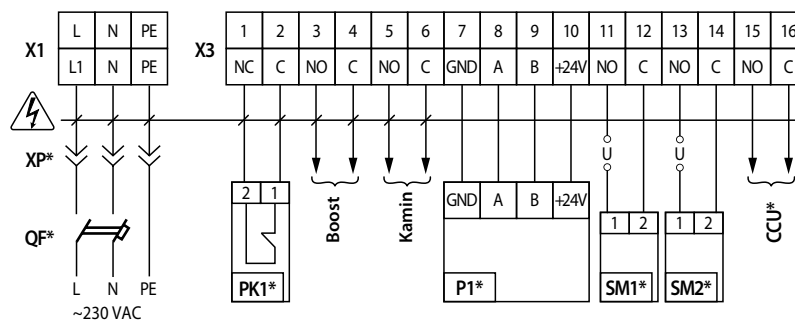 X1 L N PE
L1 N PE
X3 1 2 3 4 5 6 7 8 9 10 11 12 13 14 15 16
NC C NO C NO C GND A B +24V NO C NO C NO C
XP*
U U
2 1
Boost
Kamin
GND A B +24V
1 2
1 2
CCU*
QF*
PK1*
P1*
SM1*
SM2*
L N PE
~230 VAC